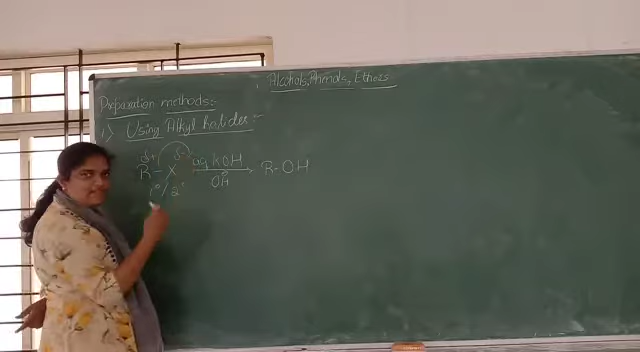 Alcohols, Phenols, Ethers
Preparation methods:-
1) Using Alkyl halides:-
δ+ δ-
R - X aq KOH R-OH
OH
1°/2°